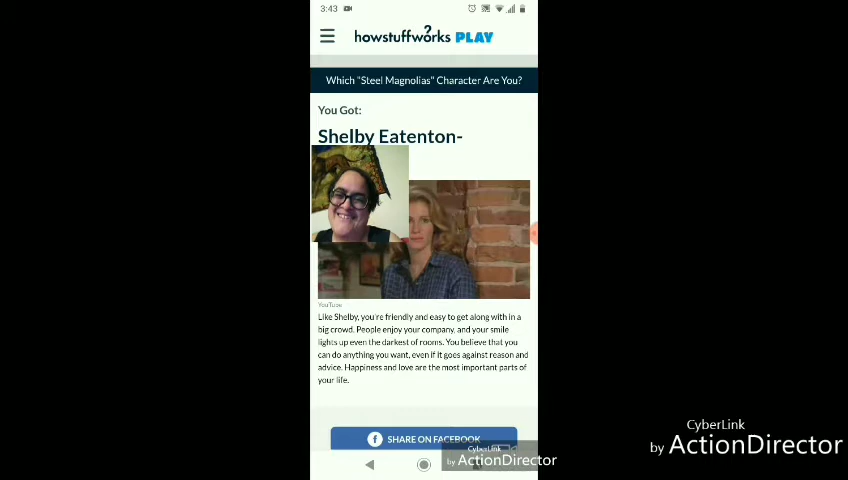 3:43
howstuffworks PLAY
Which "Steel Magnolias" Character Are You?
You Got:
Shelby Eatenton-
YouTube
Like Shelby, you're friendly and easy to get along with in a
big crowd. People enjoy your company, and your smile
lights up even the darkest of rooms. You believe that you
can do anything you want, even if it goes against reason and
advice. Happiness and love are the most important parts of
your life.
SHARE ON FACEBOOK
CyberLink
by ActionDirector
CyberLink
by ActionDirector